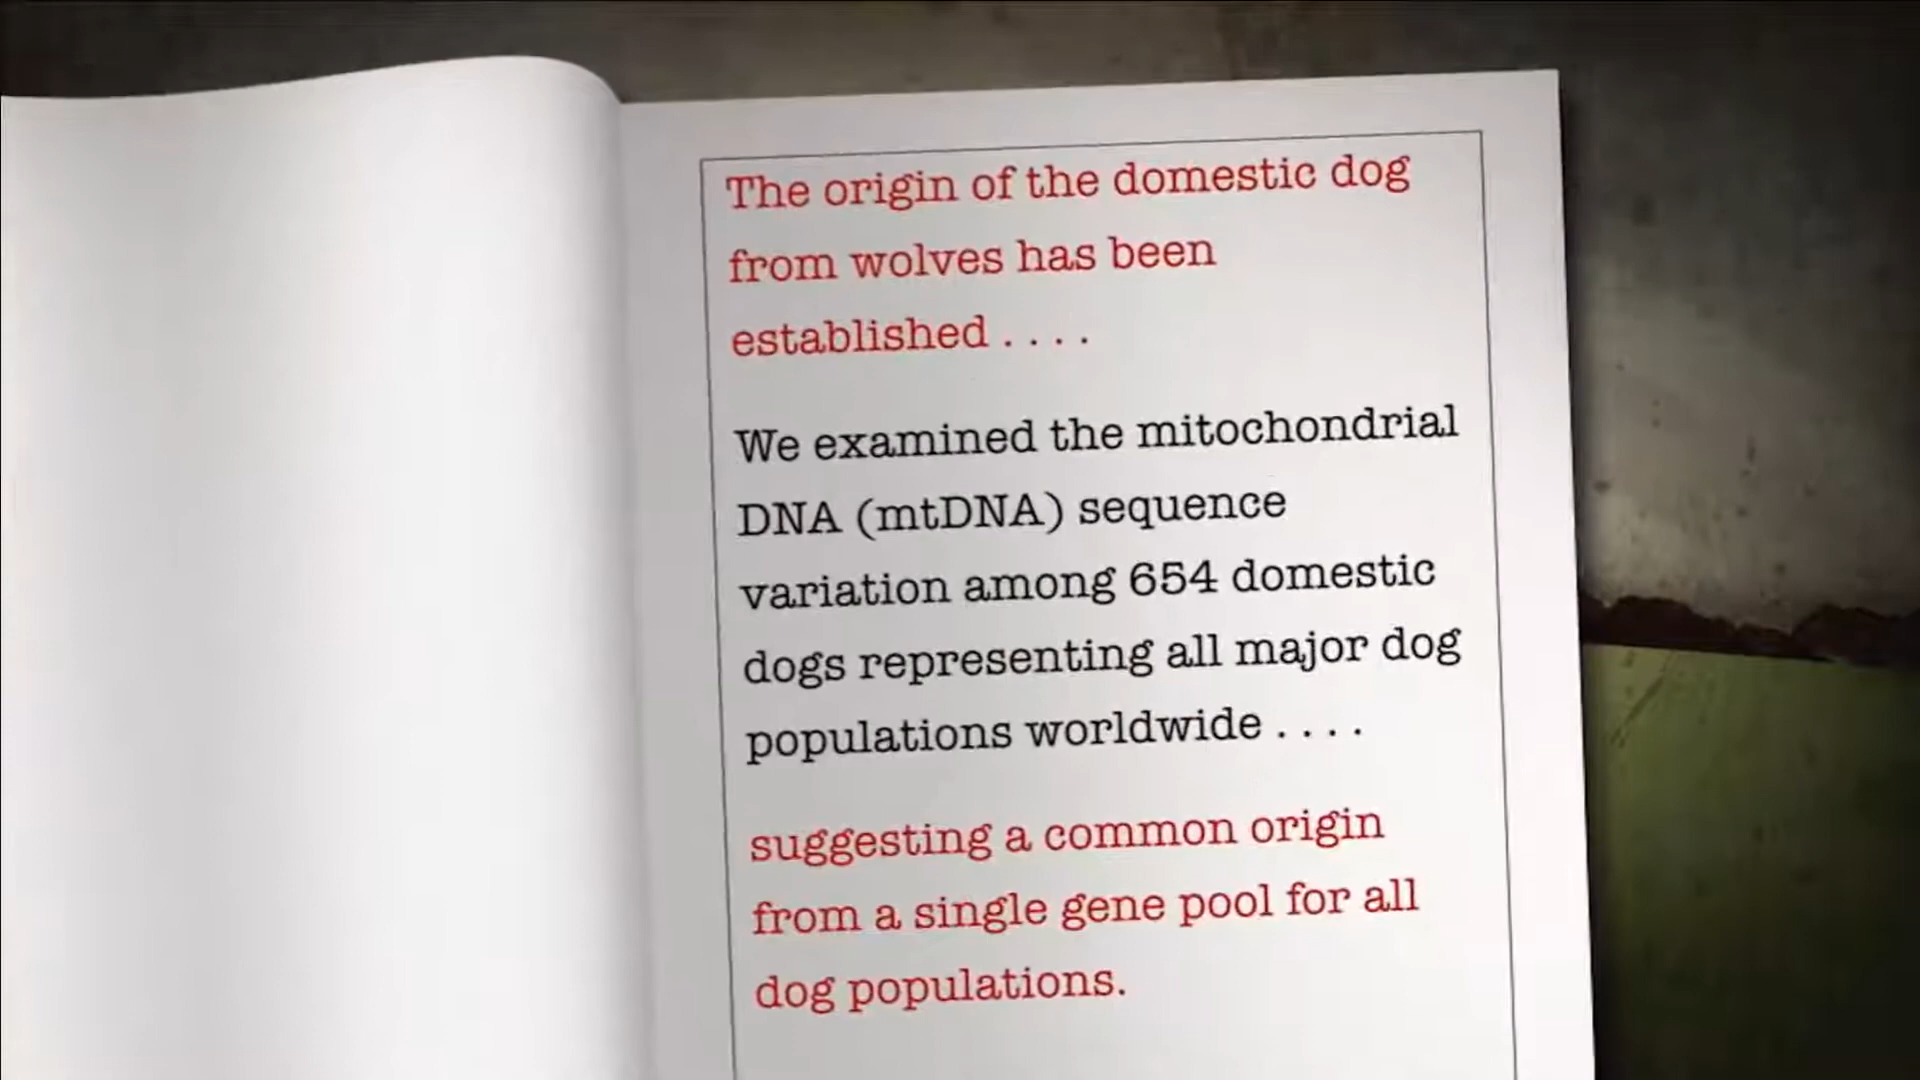 The origin of the domestic dog
from wolves has been
established . . . .
We examined the mitochondrial
DNA (mtDNA) sequence
variation among 654 domestic
dogs representing all major dog
populations worldwide . . . .
suggesting a common origin
from a single gene pool for all
dog populations.